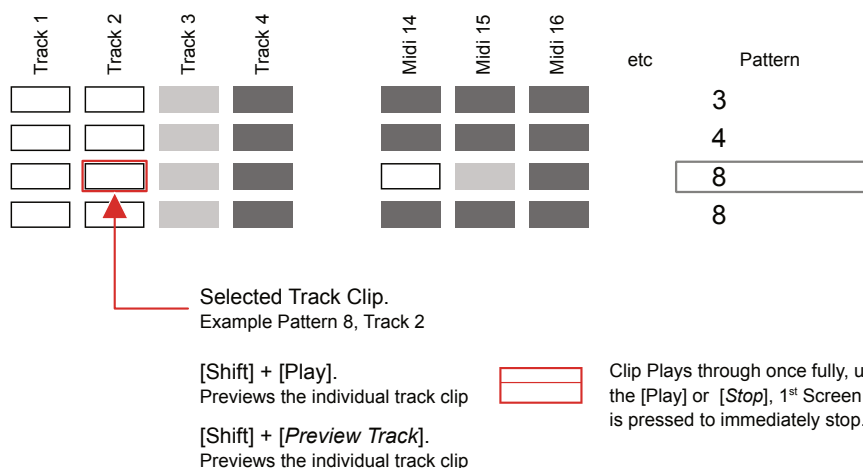 Track 1
Track 2
Track 3
Track 4
Midi 14
Midi 15
Midi 16
etc
Pattern
3
4
8
8
Selected Track Clip.
Example Pattern 8, Track 2
[Shift] + [Play].
Previews the individual track clip
[Shift] + [Preview Track].
Previews the individual track clip
Clip Plays through once fully, u
the [Play] or [Stop], 1st Screen
is pressed to immediately stop.